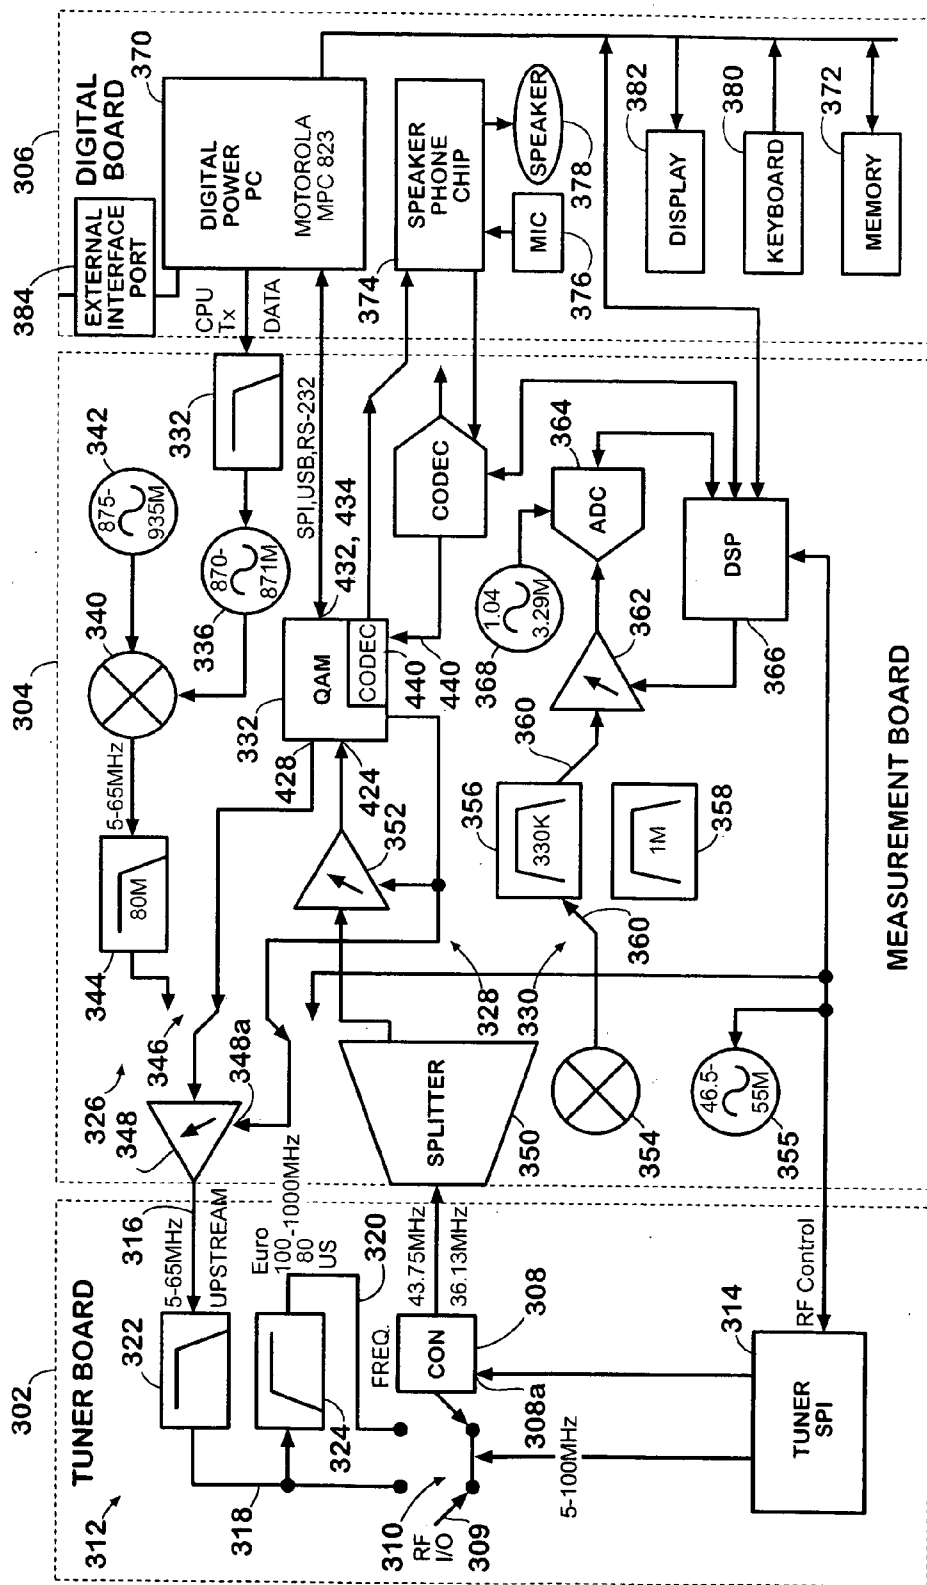 306
DIGITAL
BOARD
370
384
EXTERNAL
INTERFACE
PORT
DIGITAL
POWER
PC
MOTOROLA
MPC 823
CPU
Tx
DATA
SPEAKER
PHONE
CHIP
374
SPEAKER
378
MIC
376
382
DISPLAY
380
KEYBOARD
372
MEMORY
304
342
875-
935M
332
340
336
870-
871M
SPI,USB,RS-232
5-65MHz
80M
344
332
QAM
CODEC
432, 434
440
440
428
424
352
CODEC
364
ADC
1.04
3.29M
368
362
DSP
366
360
356
330K
358
1M
360
328
330
346
326
348
348a
SPLITTER
350
354
46.5-
55M
355
MEASUREMENT BOARD
302
TUNER BOARD
312
322
316
5-65MHz
UPSTREAM
318
324
Euro
100 -1000MHz
80
US
320
FREQ.
CON
43.75MHz
36.13MHz
308
308a
310
RF
I/O
309
5-100MHz
314
TUNER
SPI
RF Control